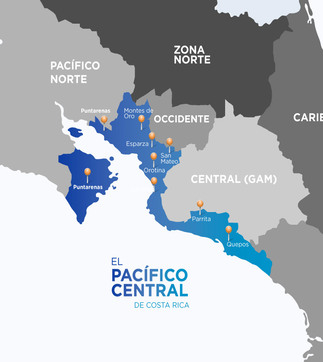 ZONA
NORTE
PACÍFICO
NORTE
CARIB
Puntarenas
Montes de
Oro
OCCIDENTE
Esparza
San
Mateo
Orotina
Puntarenas
CENTRAL (GAM)
Parrita
Quepos
EL
PACÍFICO
CENTRAL
DE COSTA RICA